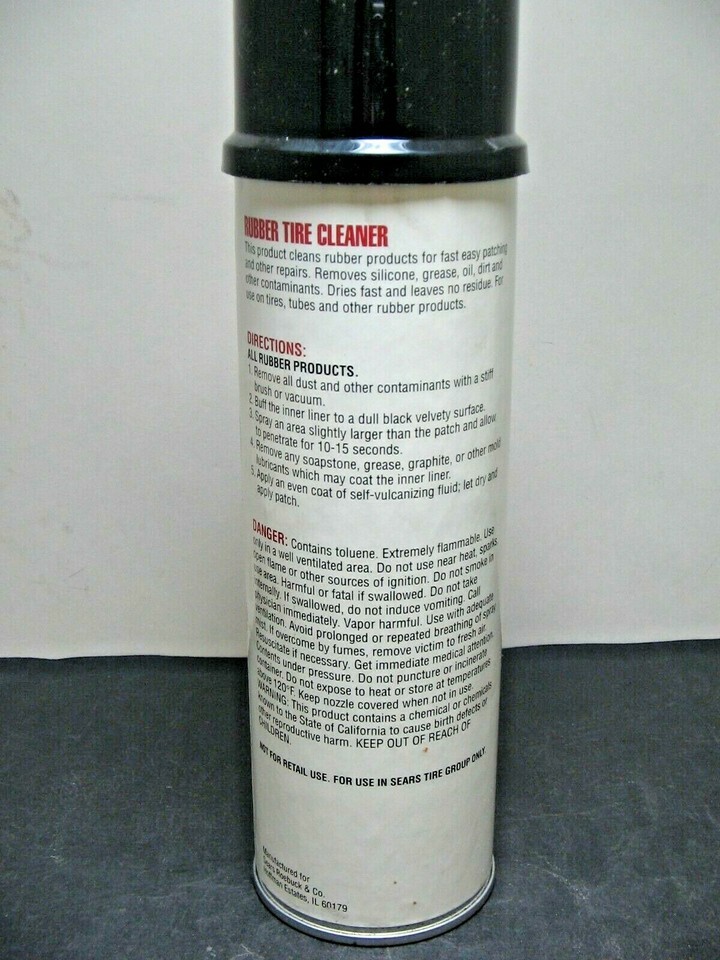 RUBBER TIRE CLEANER
This product cleans rubber products for fast easy patching
and other repairs. Removes silicone, grease, oil, dirt and
other contaminants. Dries fast and leaves no residue. For
use on tires, tubes and other rubber products.
DIRECTIONS:
ALL RUBBER PRODUCTS.
1. Remove all dust and other contaminants with a stiff
brush or vacuum.
2. Buff the inner liner to a dull black velvety surface.
3. Spray an area slightly larger than the patch and allow
to penetrate for 10-15 seconds.
4. Remove any soapstone, grease, graphite, or other mold
lubricants which may coat the inner liner.
5. Apply an even coat of self-vulcanizing fluid; let dry and
apply patch.
DANGER: Contains toluene. Extremely flammable. Use
only in a well ventilated area. Do not use near heat, sparks,
open flame or other sources of ignition. Do not smoke in
use area. Harmful or fatal if swallowed. Do not take
internally. If swallowed, do not induce vomiting. Call
physician immediately. Vapor harmful. Use with adequate
ventilation. Avoid prolonged or repeated breathing of spray
mist. If overcome by fumes, remove victim to fresh air.
Resuscitate if necessary. Get immediate medical attention.
Contents under pressure. Do not puncture or incinerate
container. Do not expose to heat or store at temperatures
above 120°F. Keep nozzle covered when not in use.
WARNING: This product contains a chemical or chemicals
known to the State of California to cause birth defects or
other reproductive harm. KEEP OUT OF REACH OF
CHILDREN.
NOT FOR RETAIL USE. FOR USE IN SEARS TIRE GROUP ONLY.
Manufactured for
Sears Roebuck & Co.
Hoffman Estates, IL 60179